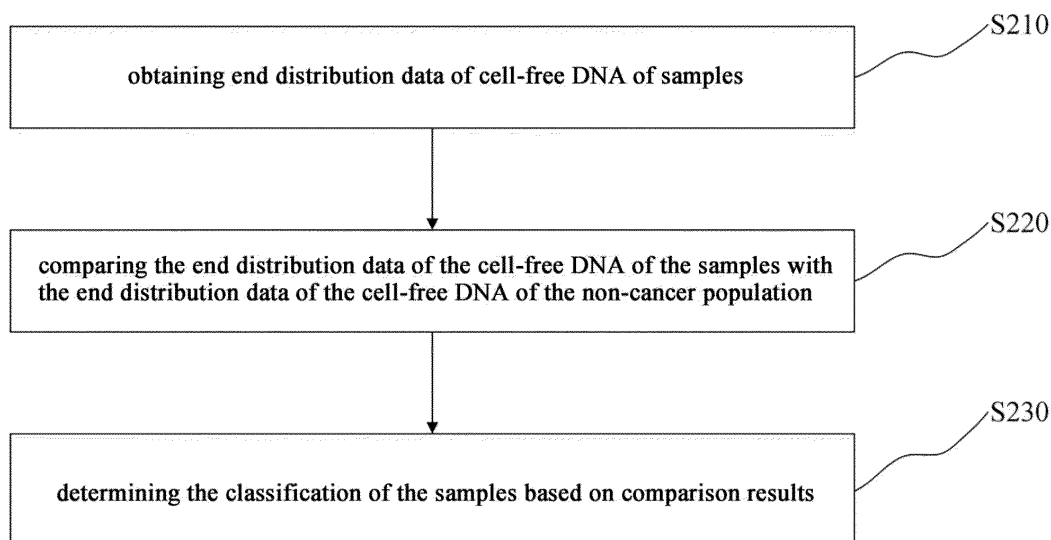 S210
obtaining end distribution data of cell-free DNA of samples
S220
comparing the end distribution data of the cell-free DNA of the samples with
the end distribution data of the cell-free DNA of the non-cancer population
S230
determining the classification of the samples based on comparison results